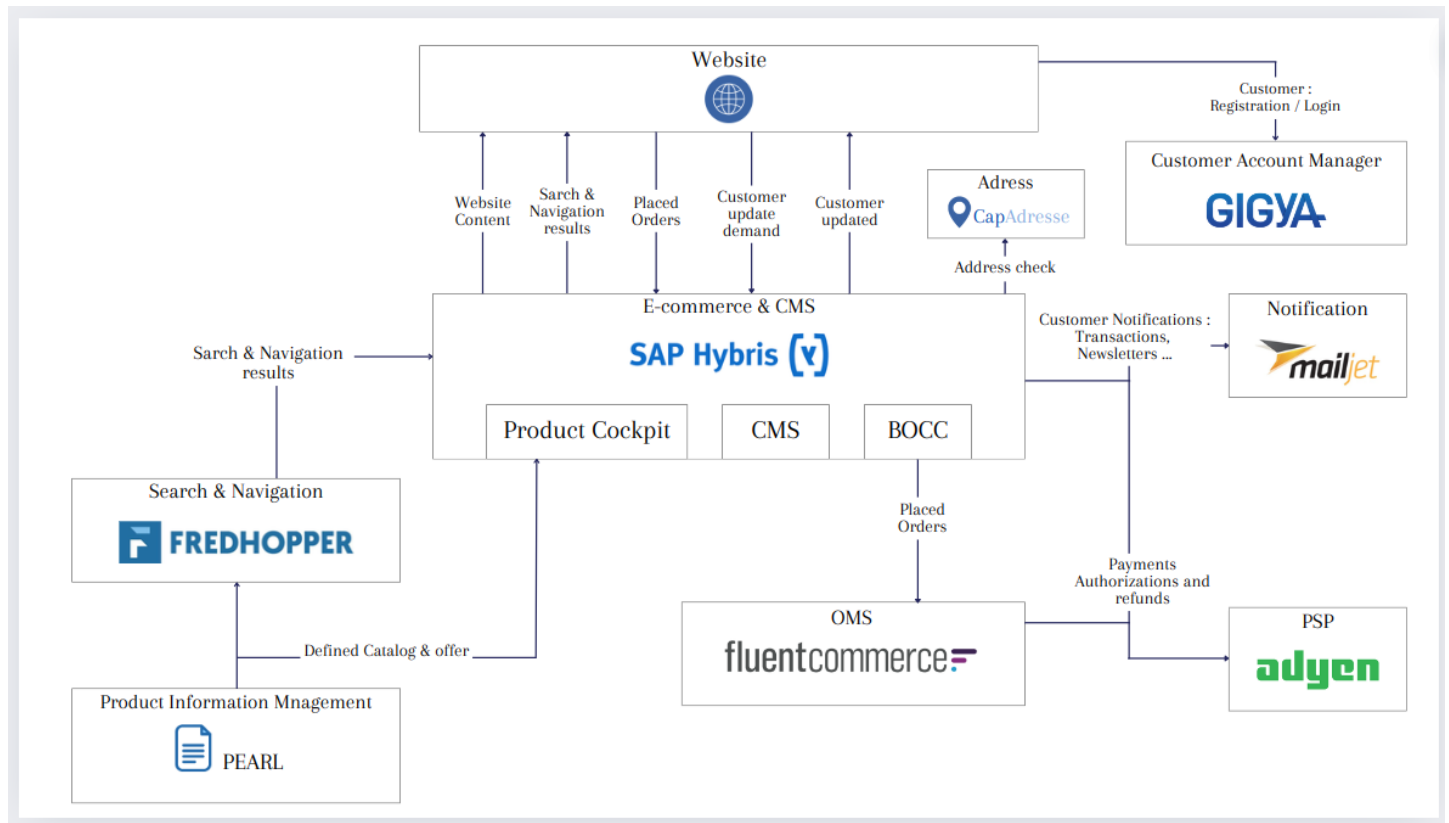 Website
Customer :
Registration / Login
Customer Account Manager
GIGYA
Website
Content
Sarch &
Navigation
results
Placed
Orders
Customer
update
demand
Customer
updated
Adress
CapAdresse
Address check
E-commerce & CMS
SAP Hybris (Y)
Product Cockpit
CMS
BOCC
Customer Notifications :
Transactions,
Newsletters ...
Notification
mailjet
Sarch & Navigation
results
Search & Navigation
FREDHOPPER
Placed
Orders
Payments
Authorizations and
refunds
OMS
fluentcommerce
PSP
adyen
Defined Catalog & offer
Product Information Mnagement
PEARL